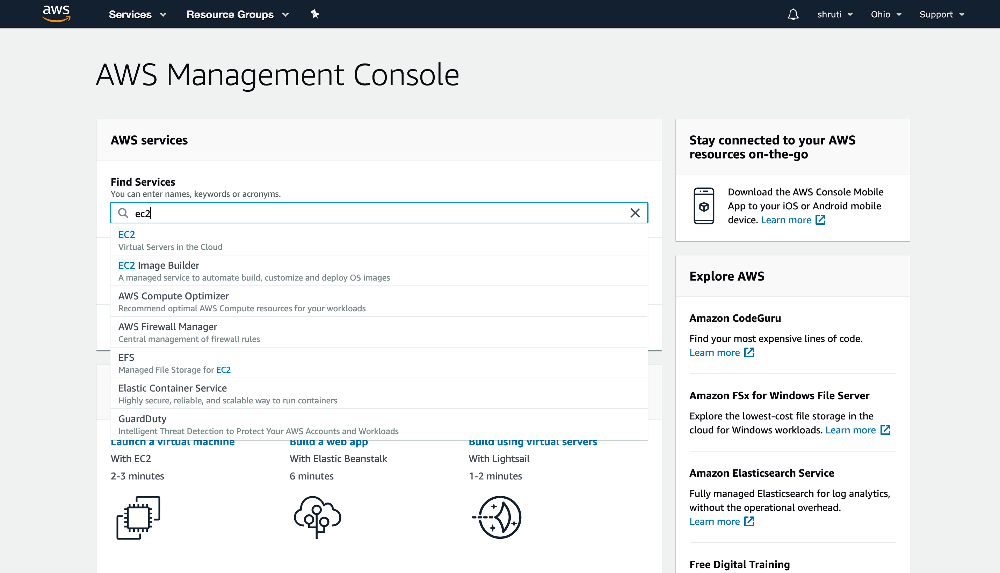 aws
Services
Resource Groups
shruti
Ohio
Support
AWS Management Console
AWS services
Find Services
You can enter names, keywords or acronyms.
ec2
EC2
Virtual Servers in the Cloud
EC2 Image Builder
A managed service to automate build, customize and deploy OS images
AWS Compute Optimizer
Recommend optimal AWS Compute resources for your workloads
AWS Firewall Manager
Central management of firewall rules
EFS
Managed File Storage for EC2
Elastic Container Service
Highly secure, reliable, and scalable way to run containers
GuardDuty
Intelligent Threat Detection to Protect Your AWS Accounts and Workloads
Launch a virtual machine
With EC2
2-3 minutes
Build a web app
With Elastic Beanstalk
6 minutes
Build using virtual servers
With Lightsail
1-2 minutes
Stay connected to your AWS
resources on-the-go
Download the AWS Console Mobile
App to your iOS or Android mobile
device. Learn more
Explore AWS
Amazon CodeGuru
Find your most expensive lines of code.
Learn more
Amazon FSx for Windows File Server
Explore the lowest-cost file storage in the
cloud for Windows workloads. Learn more
Amazon Elasticsearch Service
Fully managed Elasticsearch for log analytics,
without the operational overhead.
Learn more
Free Digital Training